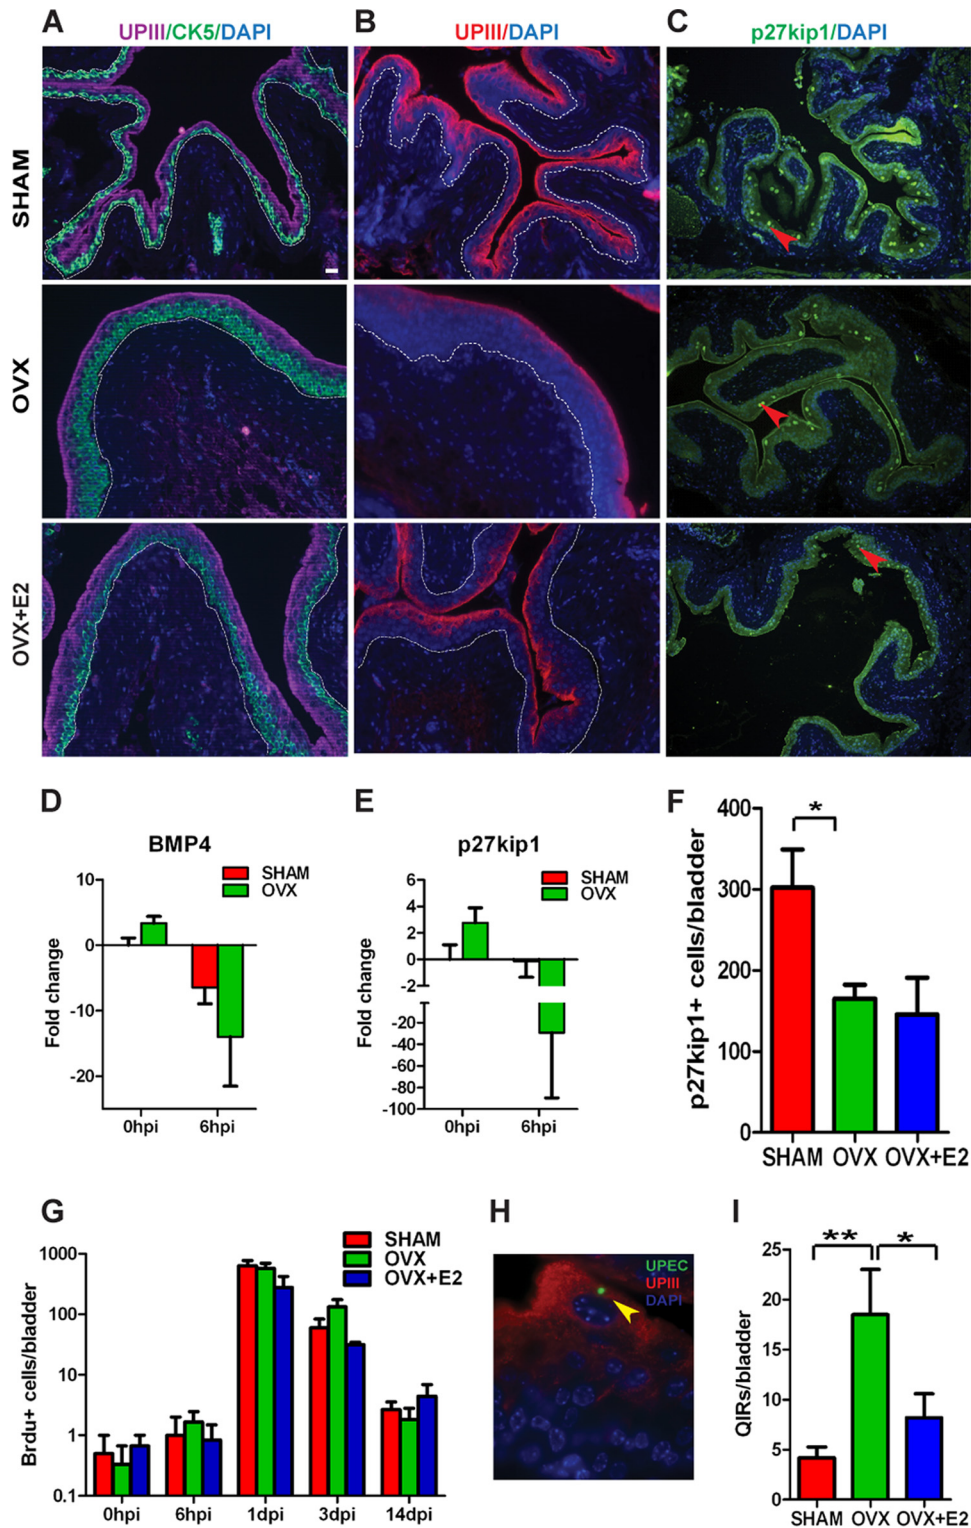 A
B
C
UPIII/CK5/DAPI
UPIII/DAPI
p27kip1/DAPI
SHAM
OVX
OVX+E2
D
E
F
BMP4
SHAM
OVX
Fold change
10
0
-10
-20
0hpi
6hpi
p27kip1
SHAM
OVX
Fold change
6
4
2
0
-2
-20
-40
-60
-80
-100
0hpi
6hpi
*
p27kip1+ cells/bladder
400
300
200
100
0
SHAM
OVX
OVX+E2
G
H
I
SHAM
OVX
OVX+E2
Brdu+ cells/bladder
1000
100
10
1
0.1
0hpi
6hpi
1dpi
3dpi
14dpi
UPEC
UPIII
DAPI
**
*
QIRs/bladder
25
20
15
10
5
0
SHAM
OVX
OVX+E2